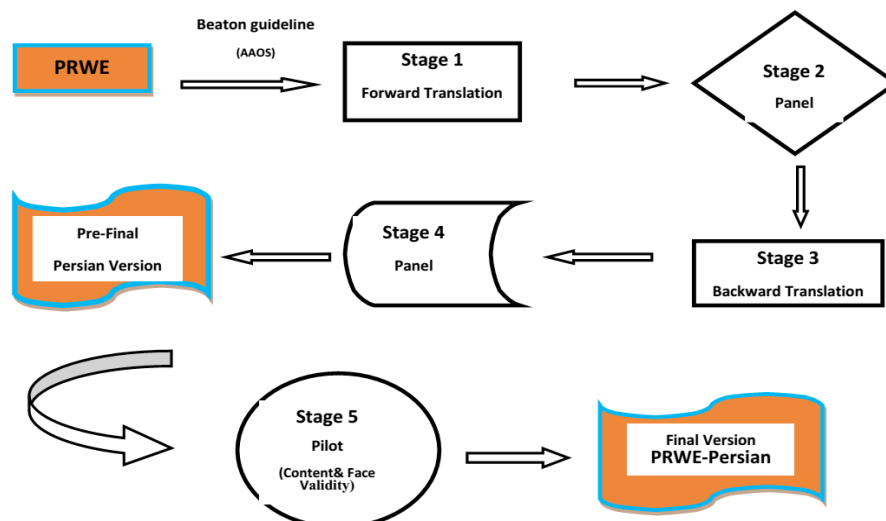 PRWE
Beaton guideline
(AAOS)
Stage 1
Forward Translation
Stage 2
Panel
Stage 3
Backward Translation
Stage 4
Panel
Pre-Final
Persian Version
Stage 5
Pilot
(Content& Face
Validity)
Final Version
PRWE-Persian